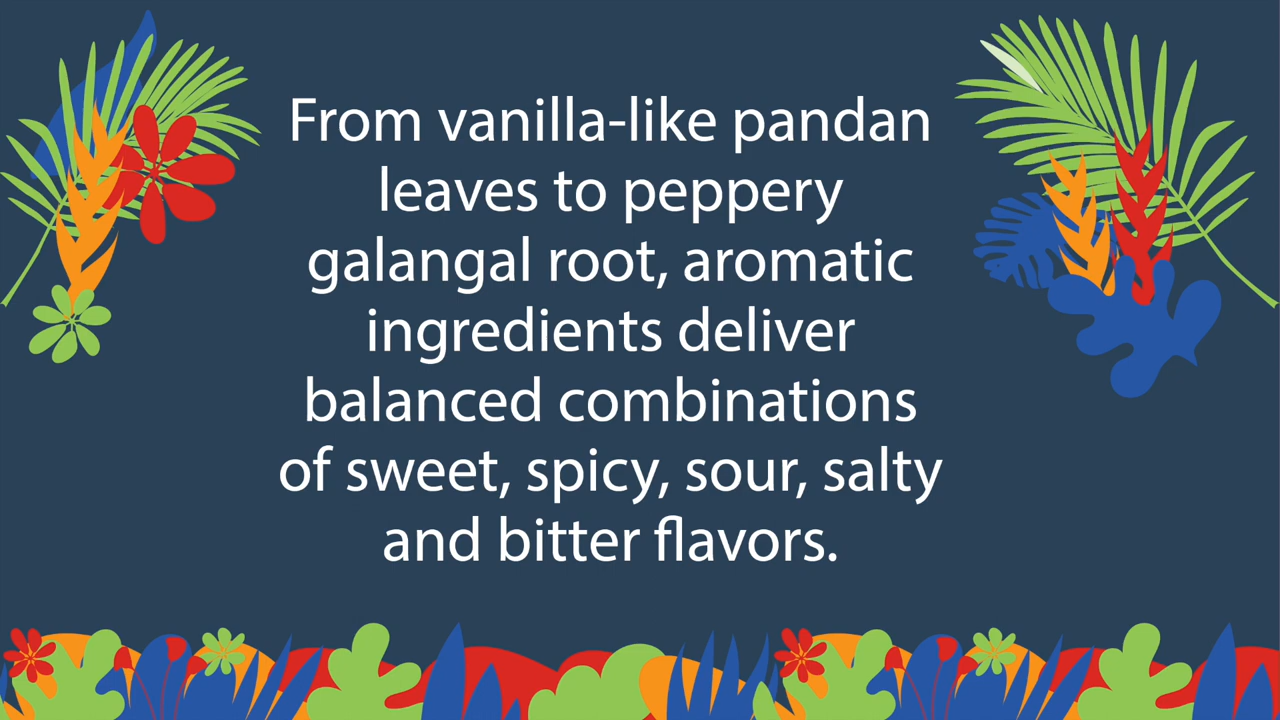 From vanilla-like pandan
leaves to peppery
galangal root, aromatic
ingredients deliver
balanced combinations
of sweet, spicy, sour, salty
and bitter flavors.